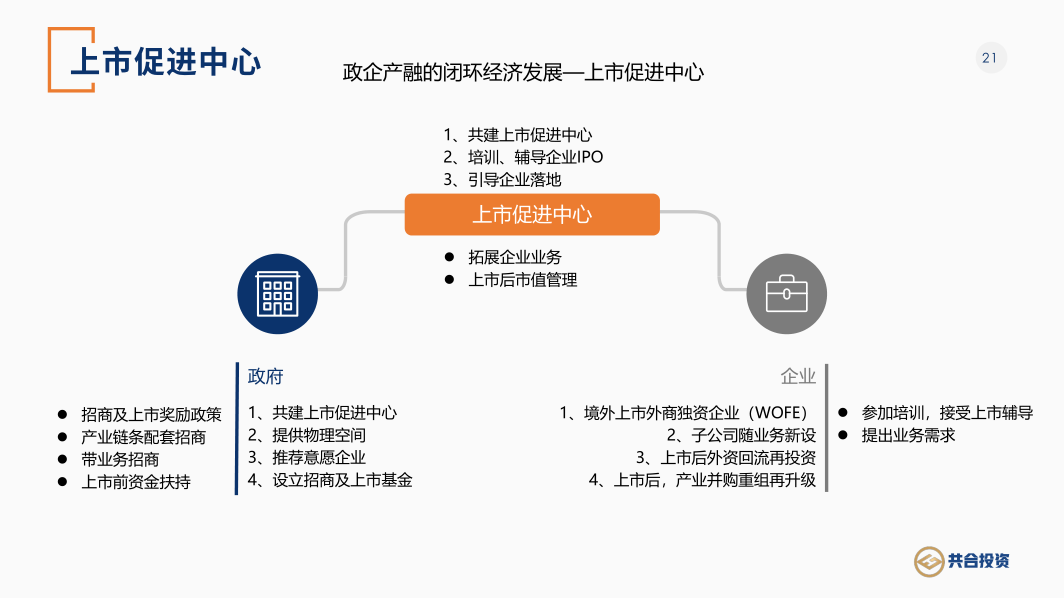 上市促进中心
政企产融的闭环经济发展—上市促进中心
21
1、共建上市促进中心
2、培训、辅导企业IPO
3、引导企业落地
上市促进中心
● 拓展企业业务
● 上市后市值管理
政府
● 招商及上市奖励政策
● 产业链条配套招商
● 带业务招商
● 上市前资金扶持
1、共建上市促进中心
2、提供物理空间
3、推荐意愿企业
4、设立招商及上市基金
企业
1、境外上市外商独资企业（WOFE）
2、子公司随业务新设
3、上市后外资回流再投资
4、上市后，产业并购重组再升级
● 参加培训，接受上市辅导
● 提出业务需求
共合投资